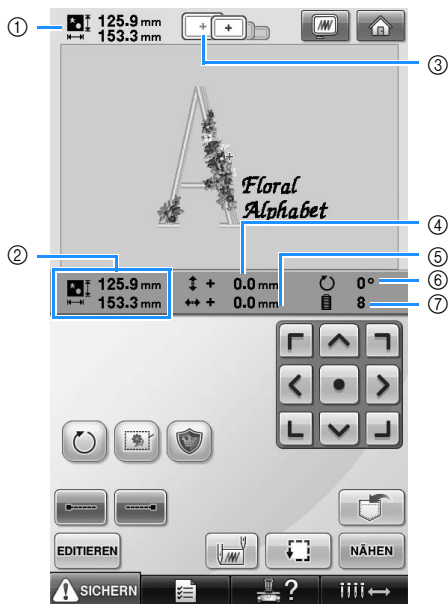 ① 125.9 mm
153.3 mm
③
Floral
Alphabet
④
⑤
② 
125.9 mm + 0.0 mm 0° ⑥
153.3 mm + 0.0 mm 8 ⑦
EDITIEREN
NÄHEN
SICHERN
?